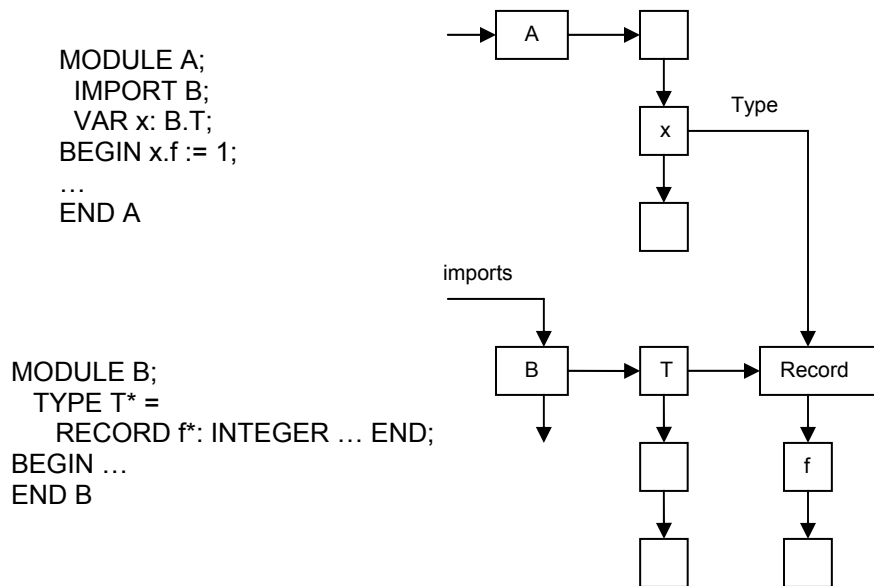 MODULE A;
IMPORT B;
VAR x: B.T;
BEGIN x.f := 1;
…
END A
A
x
Type
imports
MODULE B;
TYPE T* =
RECORD f*: INTEGER … END;
BEGIN …
END B
B
T
Record
f